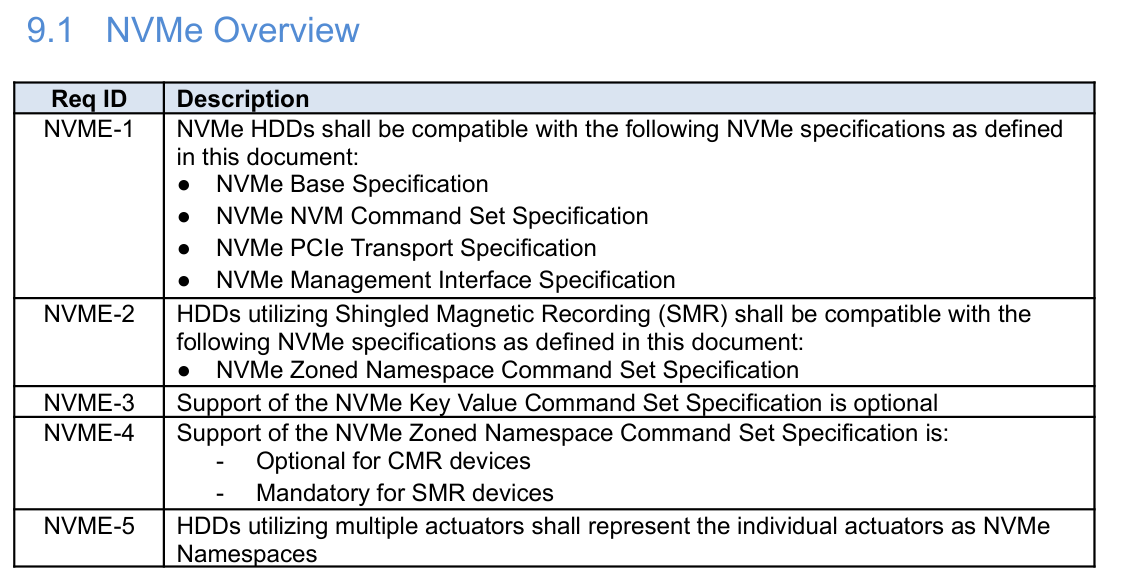 9.1 NVMe Overview
Req ID Description
NVME-1 NVMe HDDs shall be compatible with the following NVMe specifications as defined
in this document:
● NVMe Base Specification
● NVMe NVM Command Set Specification
● NVMe PCIe Transport Specification
● NVMe Management Interface Specification
NVME-2 HDDs utilizing Shingled Magnetic Recording (SMR) shall be compatible with the
following NVMe specifications as defined in this document:
● NVMe Zoned Namespace Command Set Specification
NVME-3 Support of the NVMe Key Value Command Set Specification is optional
NVME-4 Support of the NVMe Zoned Namespace Command Set Specification is:
- Optional for CMR devices
- Mandatory for SMR devices
NVME-5 HDDs utilizing multiple actuators shall represent the individual actuators as NVMe
Namespaces